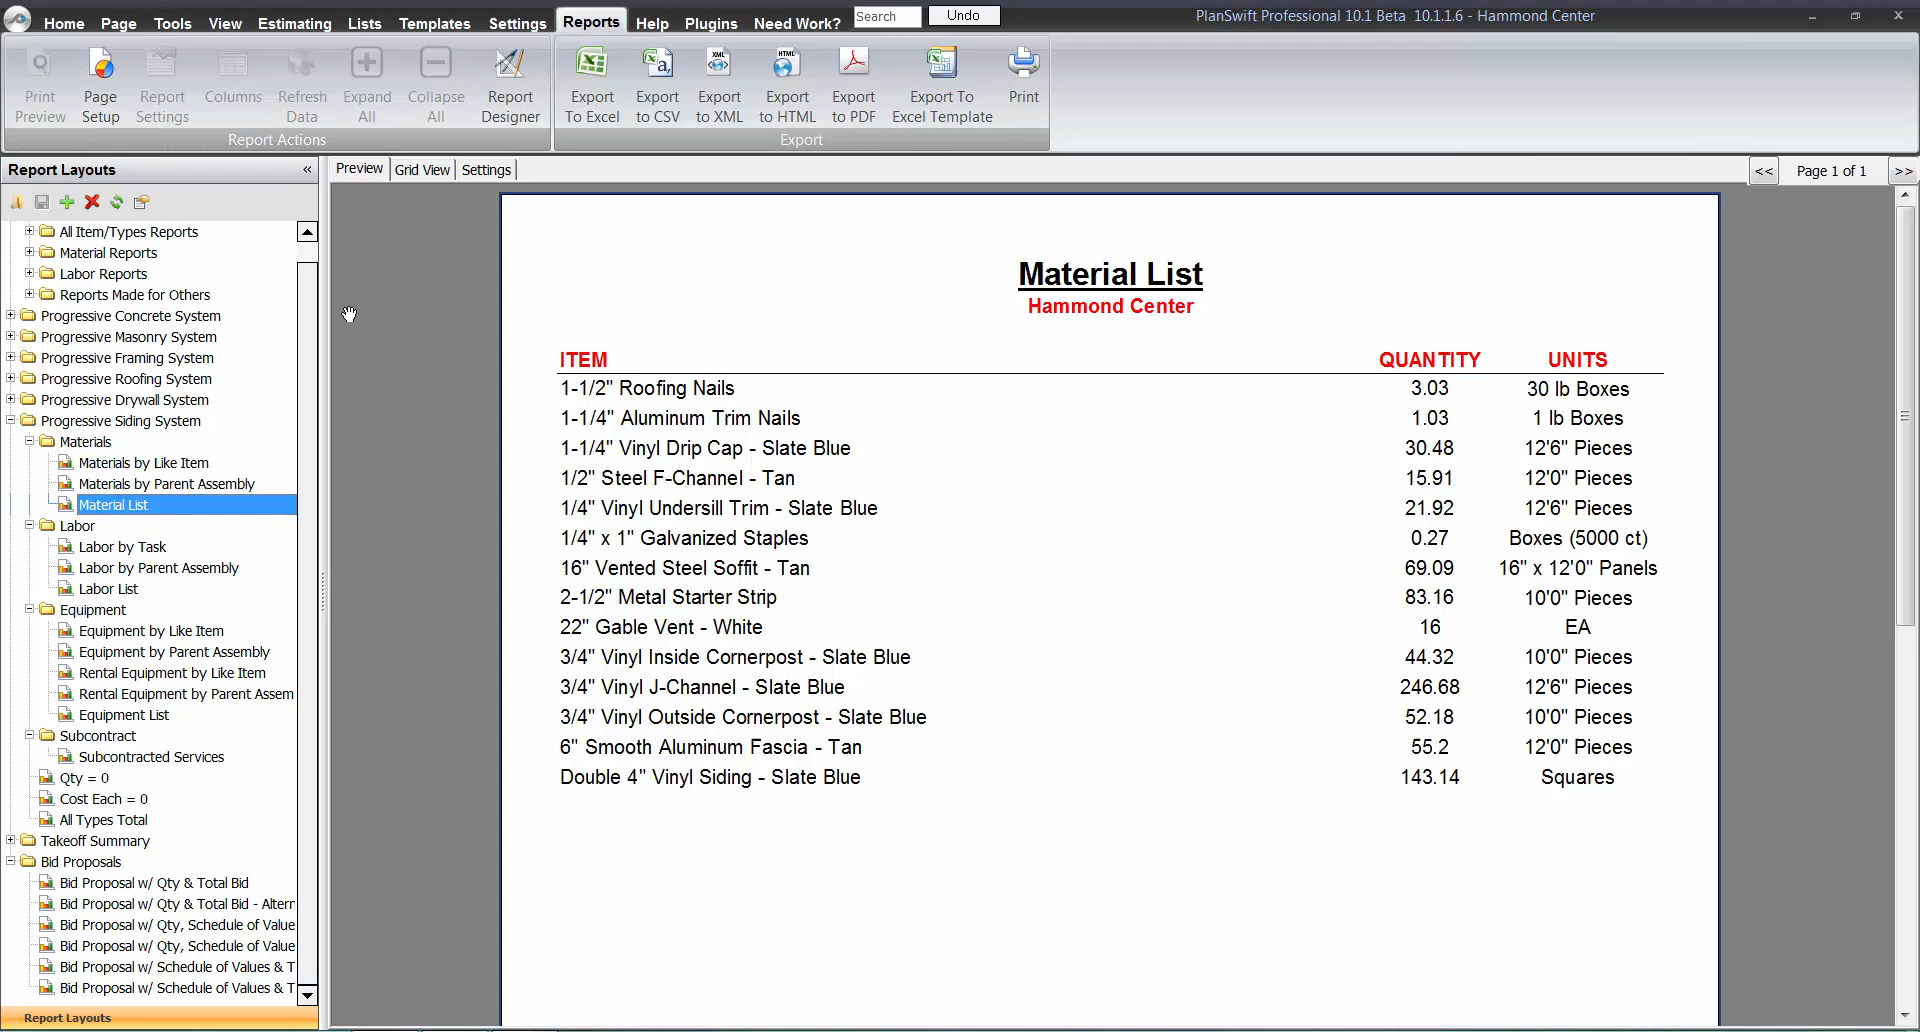 Home Page Tools View Estimating Lists Templates Settings Reports Help Plugins Need Work? Search Undo PlanSwift Professional 10.1 Beta 10.1.1.6 - Hammond Center
Print Preview
Page Setup
Report Settings
Columns
Refresh Data
Expand All
Collapse All
Report Designer
Export To Excel
Export to CSV
Export to XML
Export to HTML
Export to PDF
Export To Excel Template
Print
Report Actions
Export
Report Layouts «
All Item/Types Reports
Material Reports
Labor Reports
Reports Made for Others
Progressive Concrete System
Progressive Masonry System
Progressive Framing System
Progressive Roofing System
Progressive Drywall System
Progressive Siding System
Materials
Materials by Like Item
Materials by Parent Assembly
Material List
Labor
Labor by Task
Labor by Parent Assembly
Labor List
Equipment
Equipment by Like Item
Equipment by Parent Assembly
Rental Equipment by Like Item
Rental Equipment by Parent Assem
Equipment List
Subcontract
Subcontracted Services
Qty = 0
Cost Each = 0
All Types Total
Takeoff Summary
Bid Proposals
Bid Proposal w/ Qty & Total Bid
Bid Proposal w/ Qty & Total Bid - Altern
Bid Proposal w/ Qty, Schedule of Value
Bid Proposal w/ Qty, Schedule of Value
Bid Proposal w/ Schedule of Values & T
Bid Proposal w/ Schedule of Values & T
Report Layouts
Preview Grid View Settings << Page 1 of 1 >>
Material List
Hammond Center
ITEM QUANTITY UNITS
1-1/2" Roofing Nails 3.03 30 lb Boxes
1-1/4" Aluminum Trim Nails 1.03 1 lb Boxes
1-1/4" Vinyl Drip Cap - Slate Blue 30.48 12'6" Pieces
1/2" Steel F-Channel - Tan 15.91 12'0" Pieces
1/4" Vinyl Undersill Trim - Slate Blue 21.92 12'6" Pieces
1/4" x 1" Galvanized Staples 0.27 Boxes (5000 ct)
16" Vented Steel Soffit - Tan 69.09 16" x 12'0" Panels
2-1/2" Metal Starter Strip 83.16 10'0" Pieces
22" Gable Vent - White 16 EA
3/4" Vinyl Inside Cornerpost - Slate Blue 44.32 10'0" Pieces
3/4" Vinyl J-Channel - Slate Blue 246.68 12'6" Pieces
3/4" Vinyl Outside Cornerpost - Slate Blue 52.18 10'0" Pieces
6" Smooth Aluminum Fascia - Tan 55.2 12'0" Pieces
Double 4" Vinyl Siding - Slate Blue 143.14 Squares